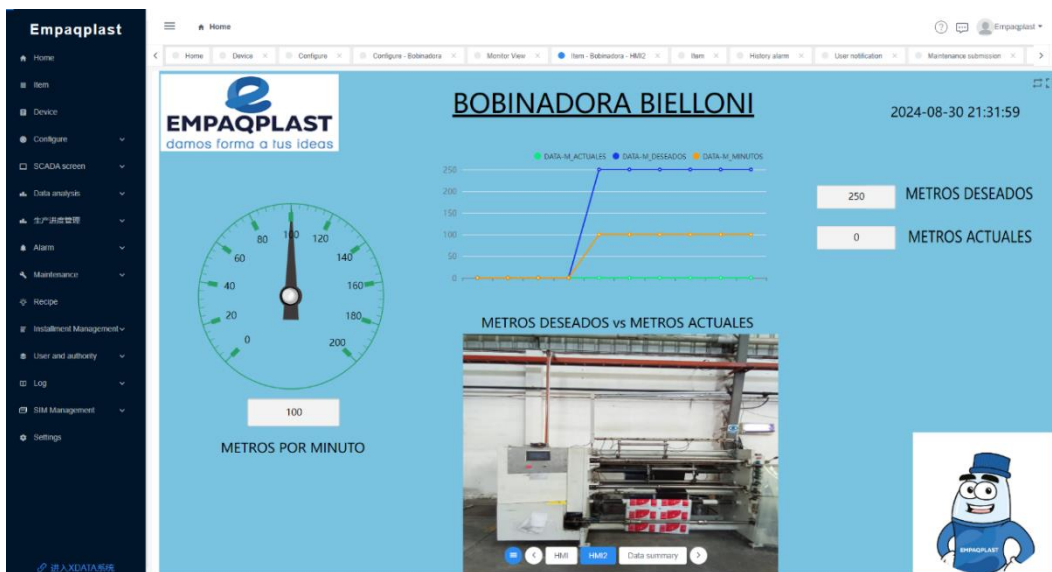 Empaqplast
Home
Item
Device
Configure
SCADA screen
Data analysis
生产进度管理
Alarm
Maintenance
Recipe
Installment Management
User and authority
Log
SIM Management
Settings
进入XDATA系统
Home
Empaqplast
Home
Device
Configure
Configure - Bobinadora
Monitor View
Item - Bobinadora - HMI2
Item
History alarm
User notification
Maintenance submission
EMPAQPLAST
damos forma a tus ideas
BOBINADORA BIELLONI
2024-08-30 21:31:59
DATA-M_ACTUALES DATA-M_DESEADOS DATA-M_MINUTOS
250
200
150
100
50
0
250 METROS DESEADOS
0 METROS ACTUALES
0 20 40 60 80 100 120 140 160 180 200
100
METROS POR MINUTO
METROS DESEADOS vs METROS ACTUALES
HMI HMI2 Data summary
EMPAQPLAST